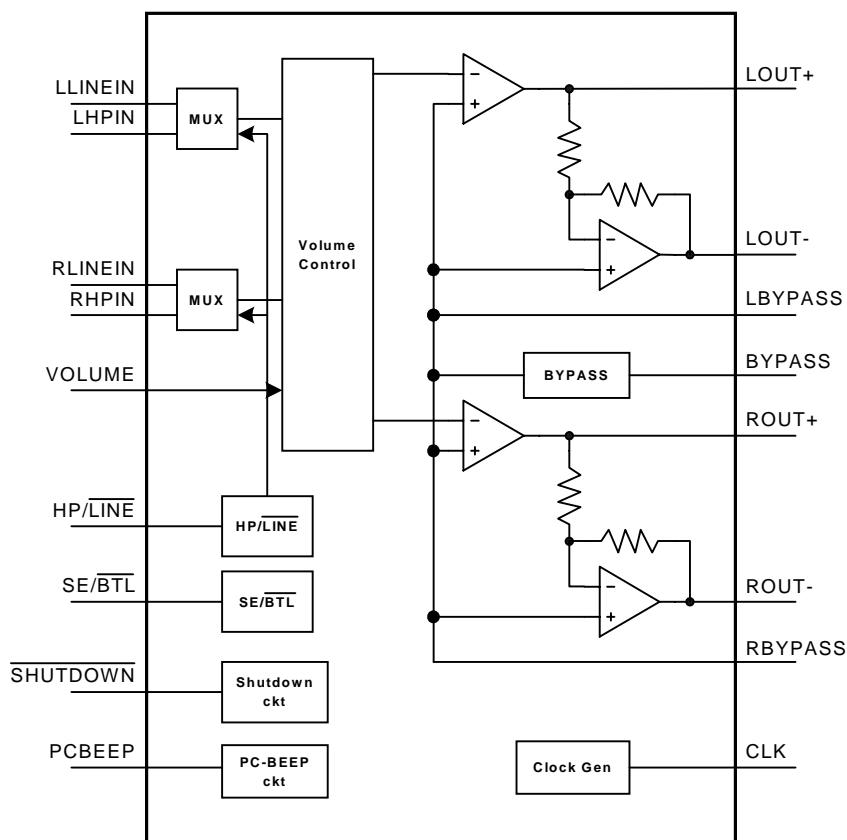 LLINEIN
LHPIN
MUX
RLINEIN
RHPIN
MUX
VOLUME
Volume
Control
HP/LINE
HP/LINE
SE/BTL
SE/BTL
SHUTDOWN
Shutdown
ckt
PCBEEP
PC-BEEP
ckt
−
+
LOUT+
−
+
LOUT-
LBYPASS
BYPASS
BYPASS
−
+
ROUT+
−
+
ROUT-
RBYPASS
Clock Gen
CLK